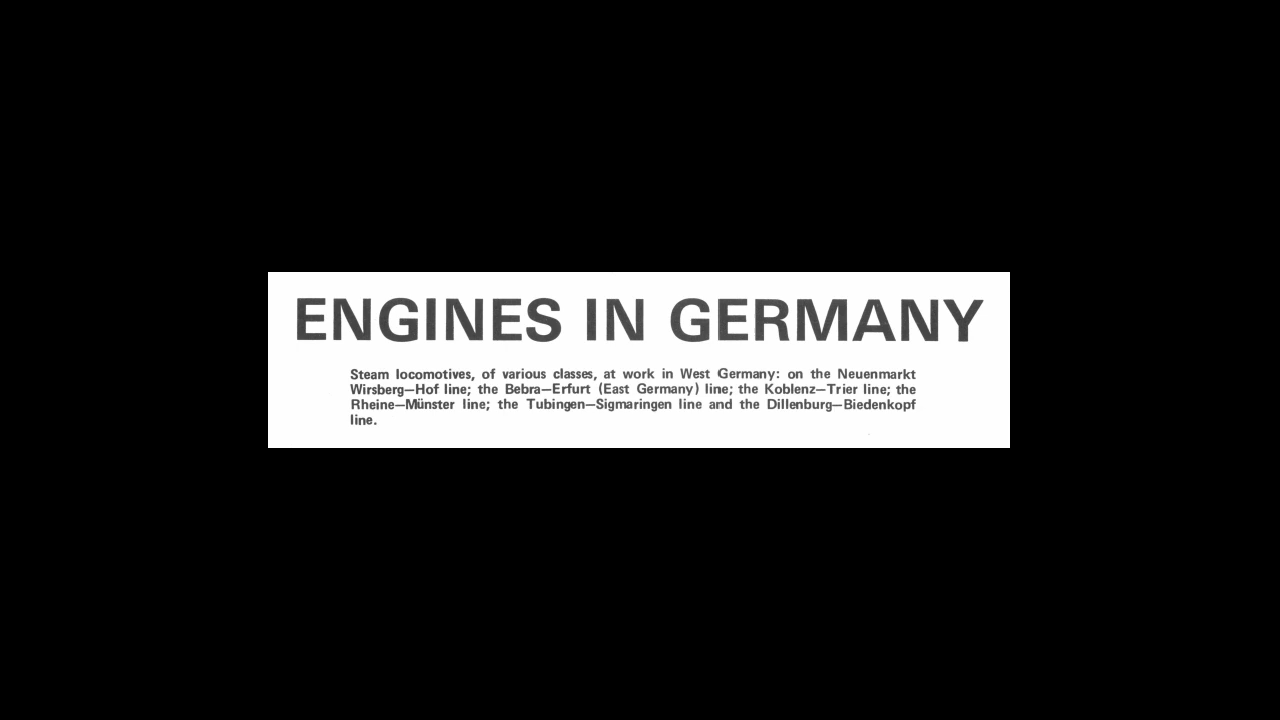 ENGINES IN GERMANY
Steam locomotives, of various classes, at work in West Germany: on the Neuenmarkt
Wirsberg—Hof line; the Bebra—Erfurt (East Germany) line; the Koblenz—Trier line; the
Rheine—Münster line; the Tubingen—Sigmaringen line and the Dillenburg—Biedenkopf
line.